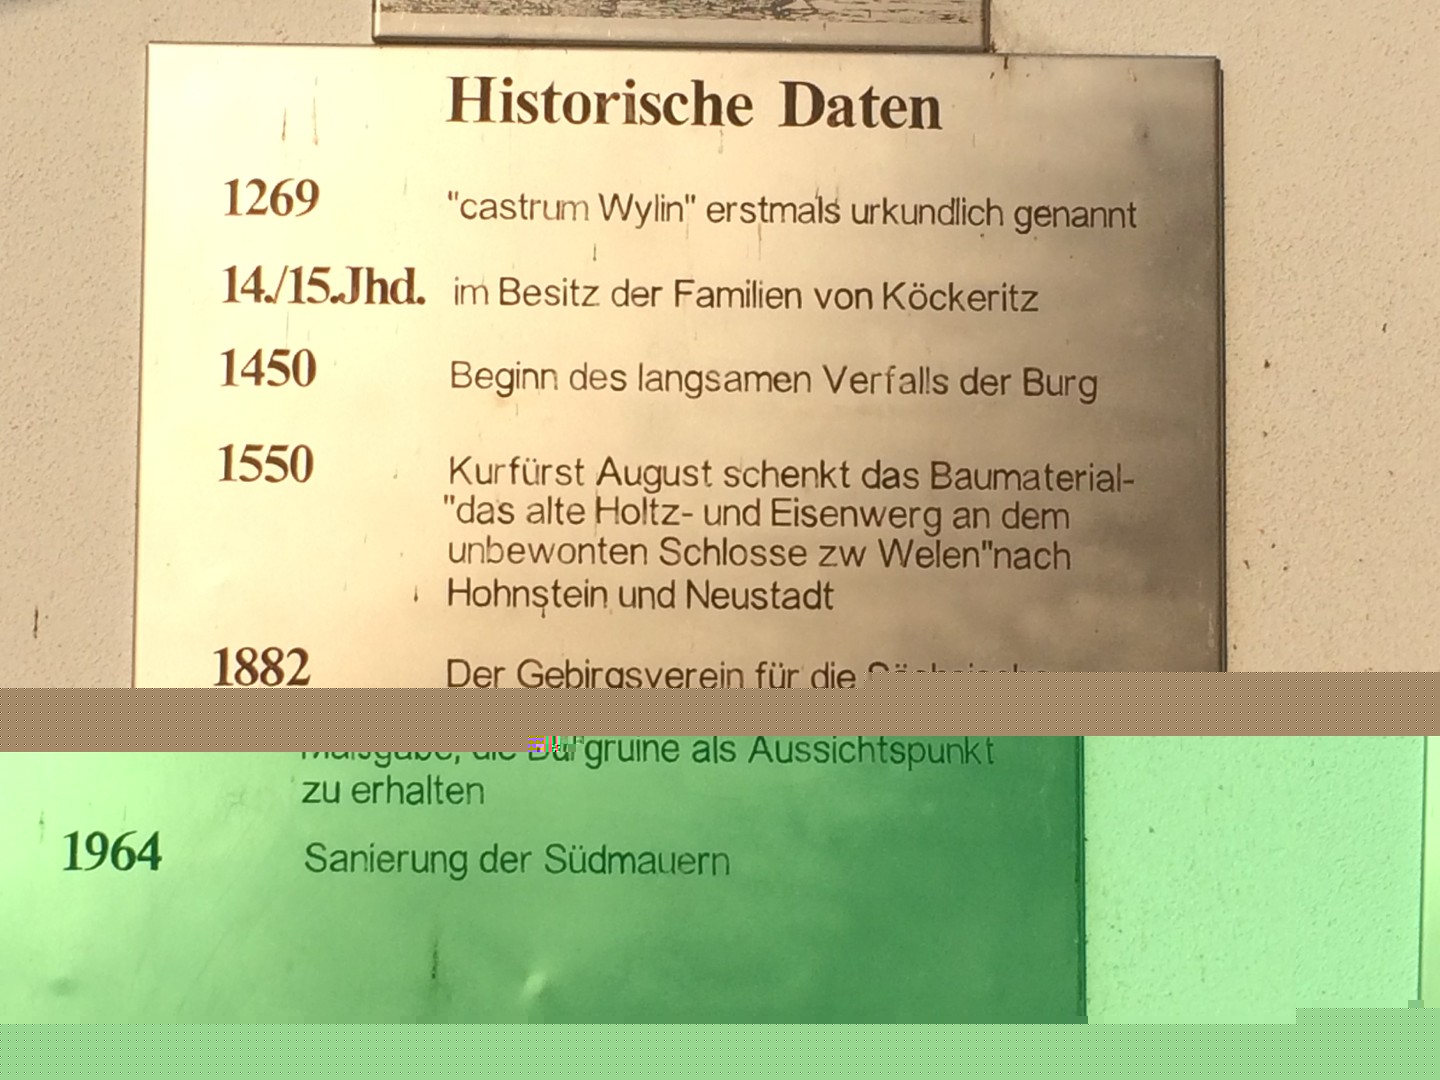 Historische Daten
1269 "castrum Wylin" erstmals urkundlich genannt
14./15.Jhd. im Besitz der Familien von Köckeritz
1450 Beginn des langsamen Verfalls der Burg
1550 Kurfürst August schenkt das Baumaterial-
"das alte Holtz- und Eisenwerg an dem
unbewonten Schlosse zw Welen"nach
Hohnstein und Neustadt
1882 Der Gebirgsverein für die
die Burgruine als Aussichtspunkt
zu erhalten
1964 Sanierung der Südmauern